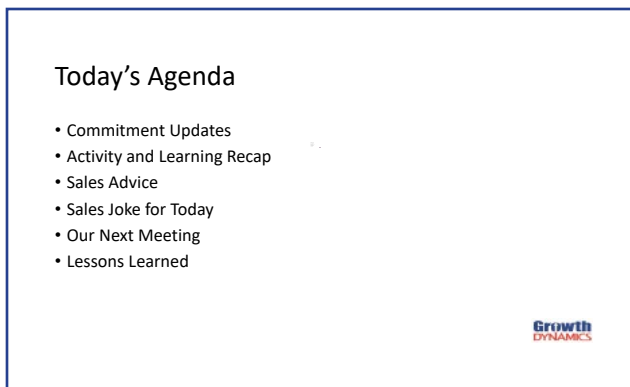 Today’s Agenda
• Commitment Updates
• Activity and Learning Recap
• Sales Advice
• Sales Joke for Today
• Our Next Meeting
• Lessons Learned
Growth
DYNAMICS